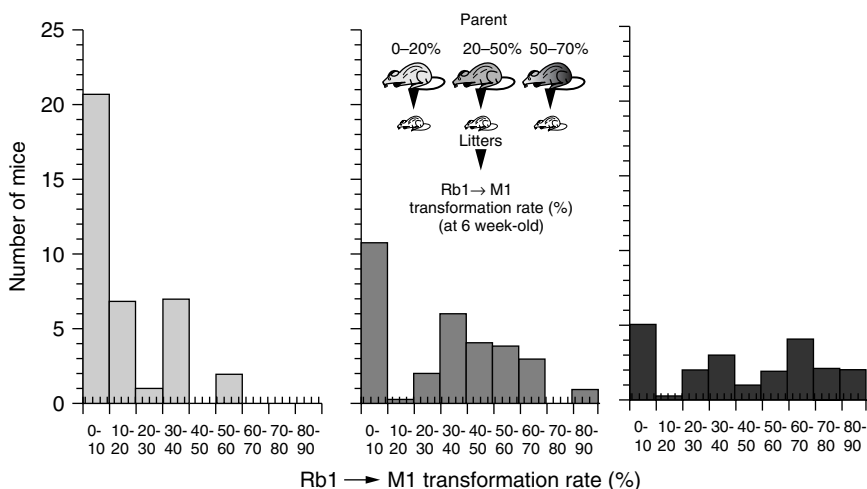 25
20
15
10
5
0
Number of mice
Parent
0–20% 20–50% 50–70%
Litters
Rb1→ M1
transformation rate (%)
(at 6 week-old)
0- 10- 20- 30- 40- 50- 60- 70- 80-
10 20 30 40 50 60 70 80 90
0- 10- 20- 30- 40- 50- 60- 70- 80-
10 20 30 40 50 60 70 80 90
0- 10- 20- 30- 40- 50- 60- 70- 80-
10 20 30 40 50 60 70 80 90
Rb1 → M1 transformation rate (%)